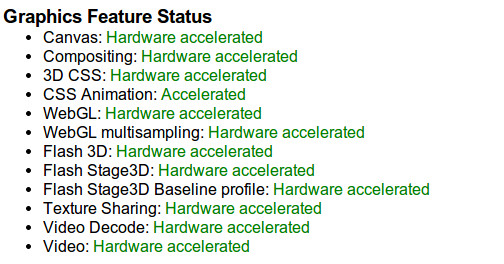 Graphics Feature Status
Canvas: Hardware accelerated
Compositing: Hardware accelerated
3D CSS: Hardware accelerated
CSS Animation: Accelerated
WebGL: Hardware accelerated
WebGL multisampling: Hardware accelerated
Flash 3D: Hardware accelerated
Flash Stage3D: Hardware accelerated
Flash Stage3D Baseline profile: Hardware accelerated
Texture Sharing: Hardware accelerated
Video Decode: Hardware accelerated
Video: Hardware accelerated